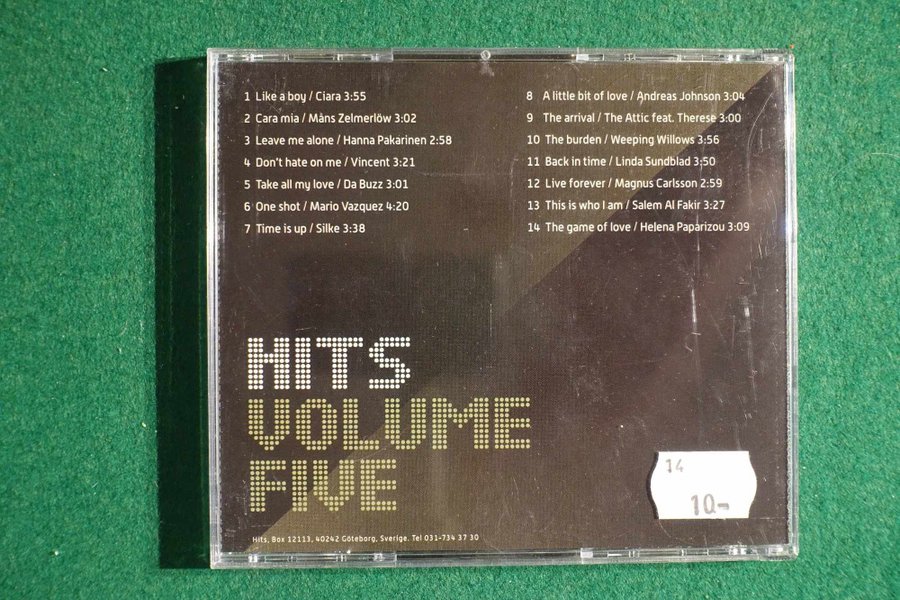 1 Like a boy / Ciara 3:55
2 Cara mia / Måns Zelmerlöw 3:02
3 Leave me alone / Hanna Pakarinen 2:58
4 Don't hate on me / Vincent 3:21
5 Take all my love / Da Buzz 3:01
6 One shot / Mario Vazquez 4:20
7 Time is up / Silke 3:38
8 A little bit of love / Andreas Johnson 3:04
9 The arrival / The Attic feat. Therese 3:00
10 The burden / Weeping Willows 3:56
11 Back in time / Linda Sundblad 3:50
12 Live forever / Magnus Carlsson 2:59
13 This is who I am / Salem Al Fakir 3:27
14 The game of love / Helena Paparizou 3:09
HITS
VOLUME
FIVE
Hits, Box 12113, 40242 Göteborg, Sverige. Tel 031-734 37 30
14
10:-